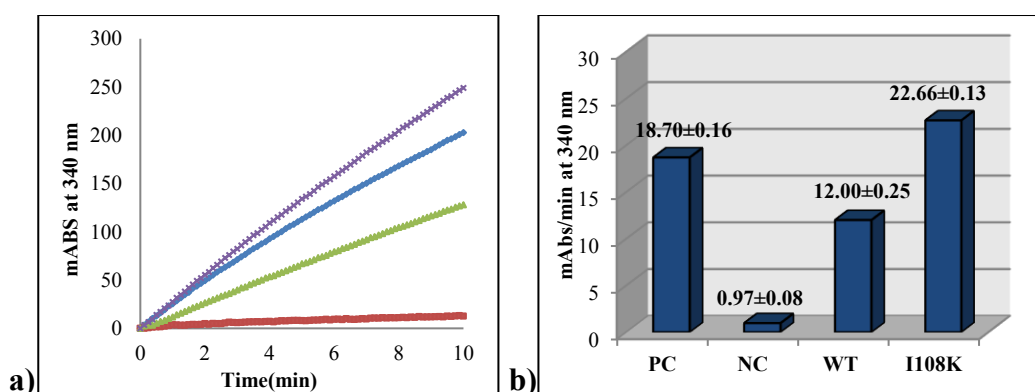 a)
mABS at 340 nm
300
250
200
150
100
50
0
0 2 4 6 8 10
Time(min)
b)
mAbs/min at 340 nm
30
25
20
15
10
5
0
18.70±0.16
0.97±0.08
12.00±0.25
22.66±0.13
PC NC WT I108K